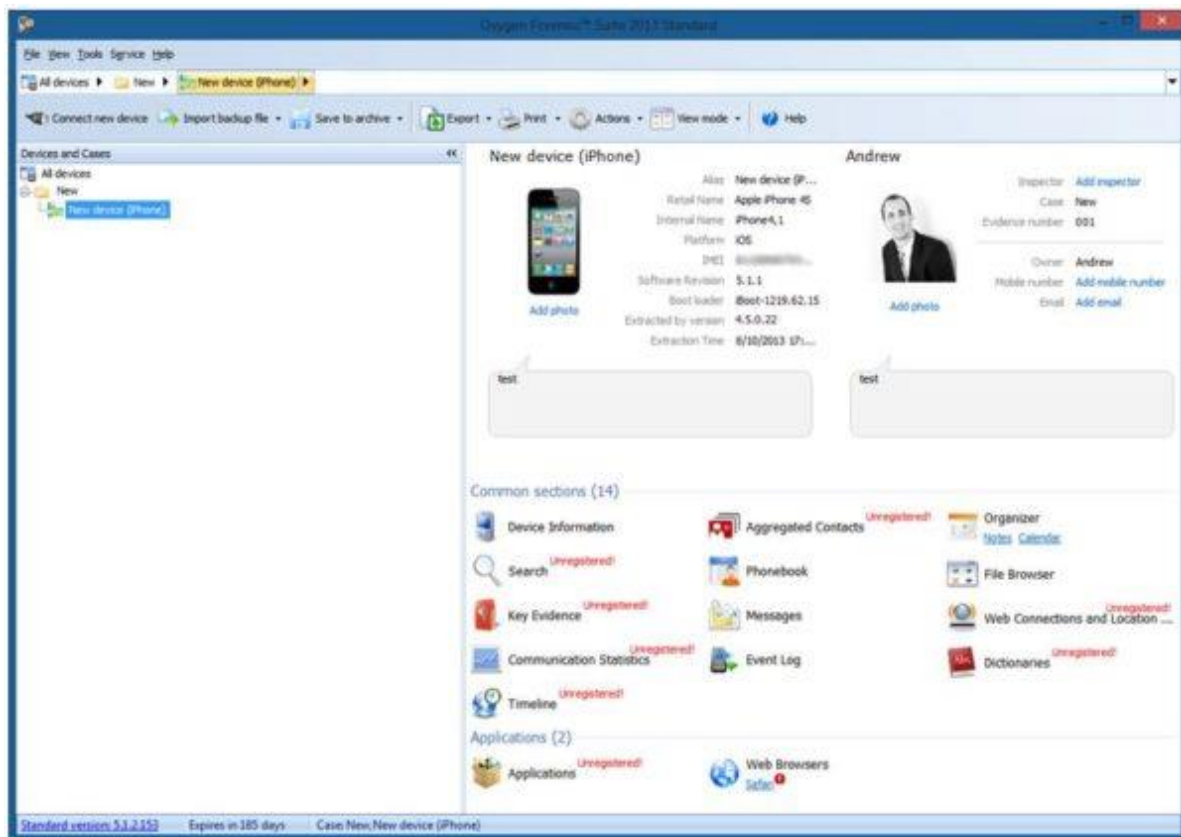 Oxygen Forensic™ Suite 2013 Standard
File View Tools Service Help
All devices New New device (iPhone)
Connect new device Import backup file Save to archive Export Print Actions View mode Help
Devices and Cases
All devices
New
New device (iPhone)
New device (iPhone)
Add photo
Alias New device (iP...
Retail Name Apple iPhone 4S
Internal Name iPhone4,1
Platform iOS
IMEI
Software Revision 5.1.1
Boot loader iBoot-1219.62.15
Extracted by version 4.5.0.22
Extraction Time 6/10/2013 17:...
test
Andrew
Add photo
Inspector Add inspector
Case New
Evidence number 001
Owner Andrew
Mobile number Add mobile number
Email Add email
test
Common sections (14)
Device Information
Aggregated Contacts Unregistered!
Organizer
Notes Calendar
Search Unregistered!
Phonebook
File Browser
Key Evidence Unregistered!
Messages
Web Connections and Location ... Unregistered!
Communication Statistics Unregistered!
Event Log
Dictionaries Unregistered!
Timeline Unregistered!
Applications (2)
Applications Unregistered!
Web Browsers
Safari
Standard version: 5.1.2.153 Expires in 185 days Case: New; New device (iPhone)